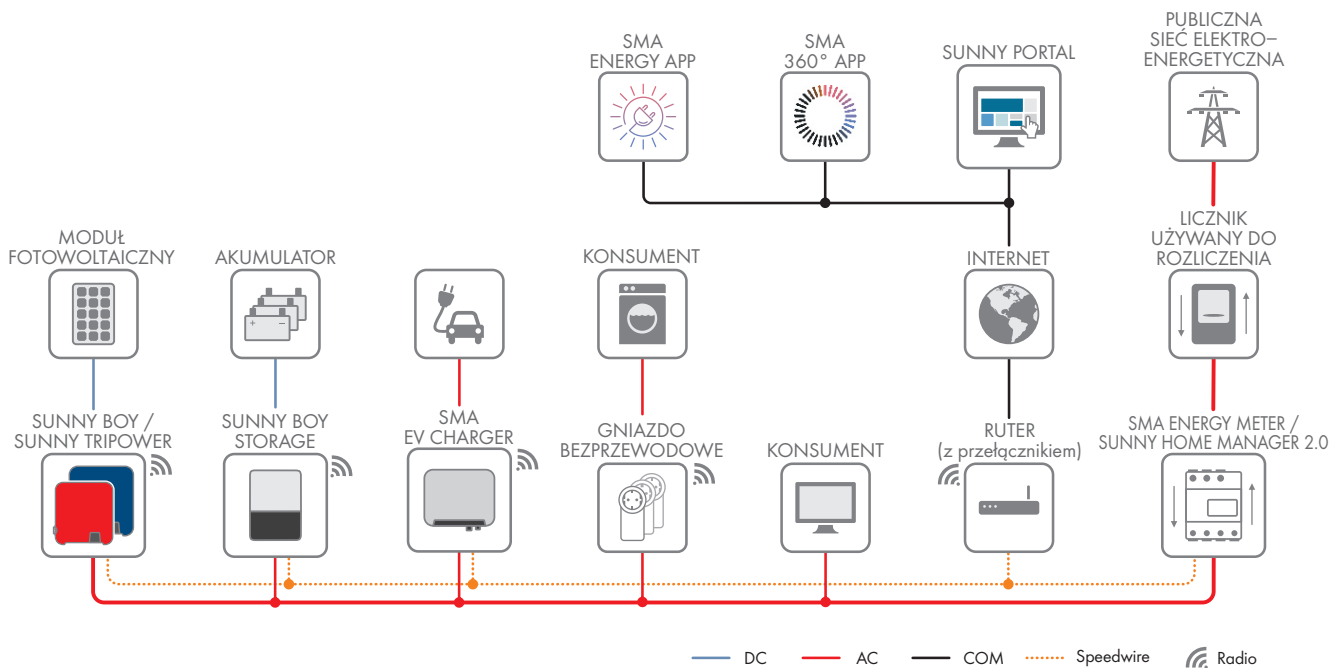 SMA
ENERGY APP
SMA
360° APP
SUNNY PORTAL
PUBLICZNA
SIEĆ ELEKTRO–
ENERGETYCZNA
MODUŁ
FOTOWOLTAICZNY
AKUMULATOR
KONSUMENT
INTERNET
LICZNIK
UŻYWANY DO
ROZLICZENIA
SUNNY BOY /
SUNNY TRIPOWER
SUNNY BOY
STORAGE
SMA
EV CHARGER
GNIAZDO
BEZPRZEWODOWE
KONSUMENT
RUTER
(z przełącznikiem)
SMA ENERGY METER /
SUNNY HOME MANAGER 2.0
DC
AC
COM
Speedwire
Radio